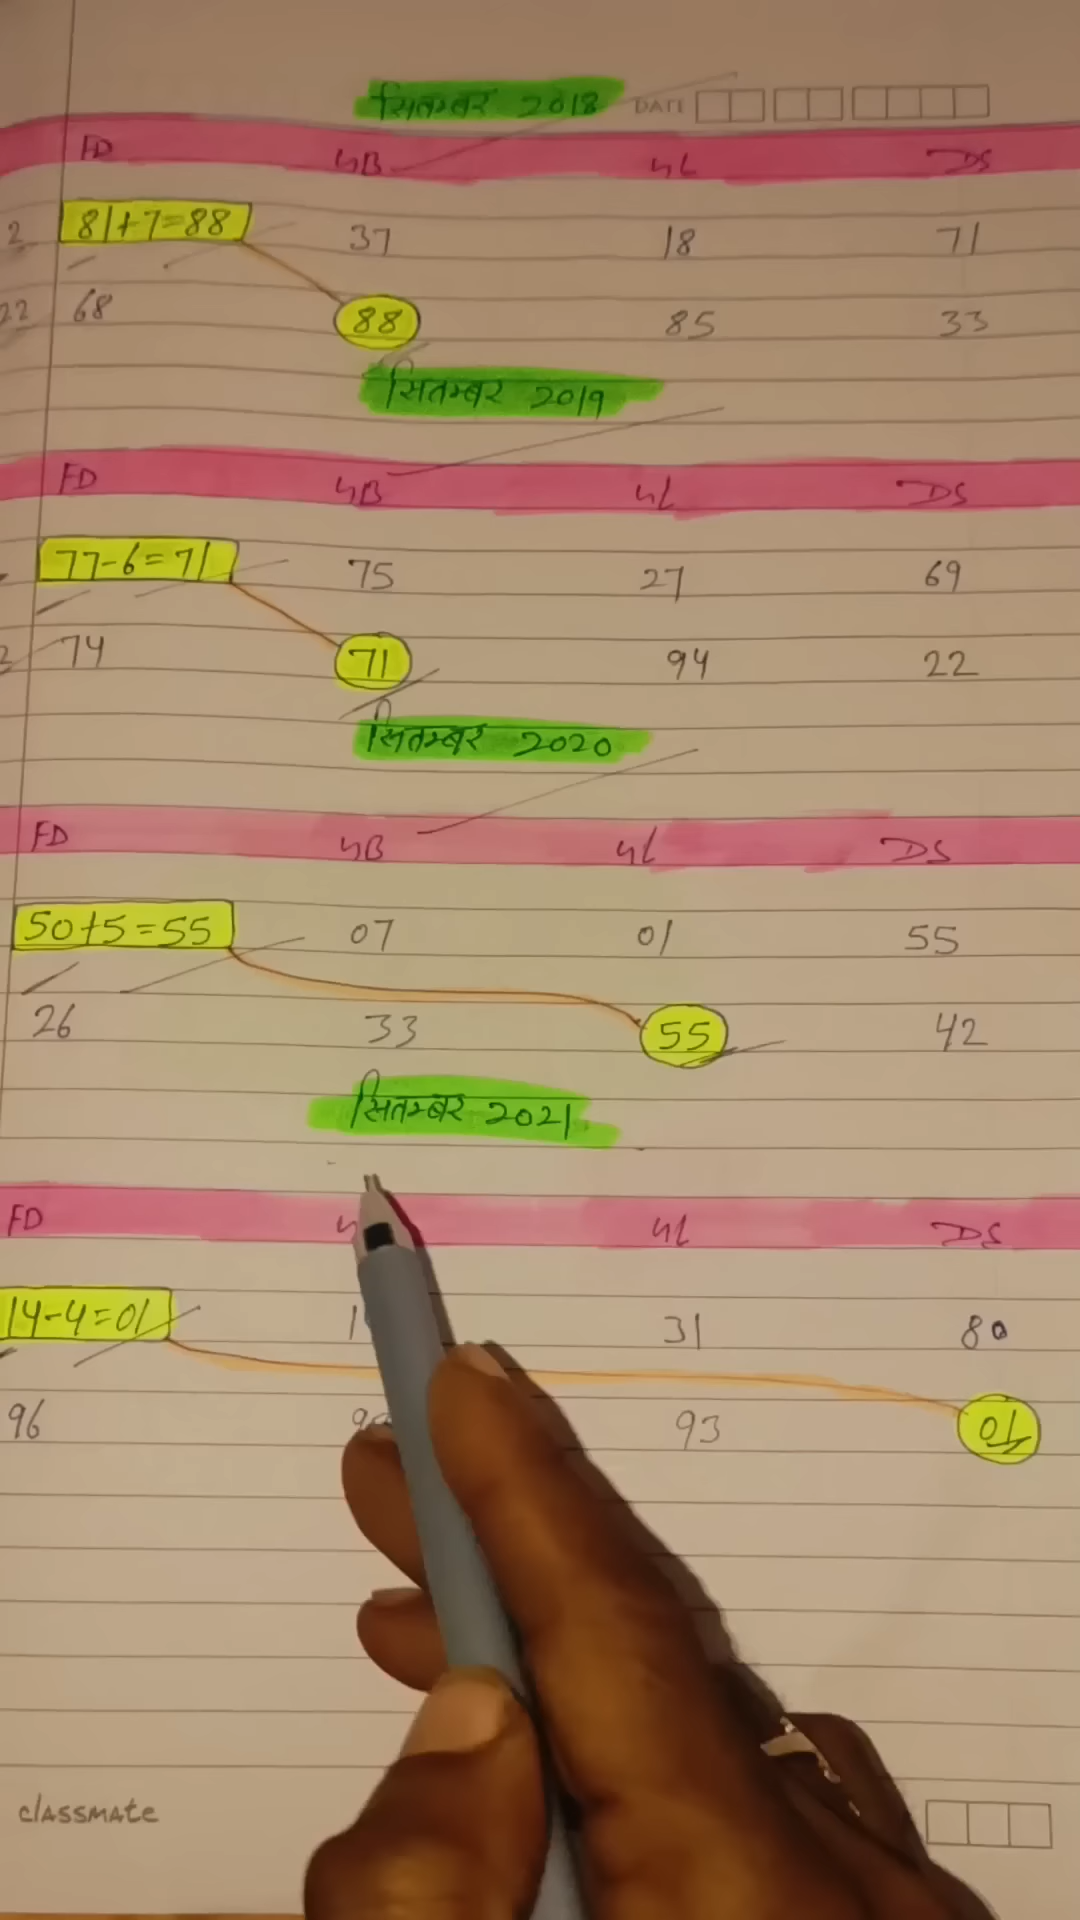 सितम्बर 2018 DATE
FD GB GL DS
2 81+7=88 37 18 71
22 68 88 85 33
सितम्बर 2019
FD GB GL DS
77-6=71 75 27 69
74 71 94 22
सितम्बर 2020
FD GB GL DS
50+5=55 07 01 55
26 33 55 42
सितम्बर 2021
FD GL DS
14-4=01 31 80
96 93 01
classmate